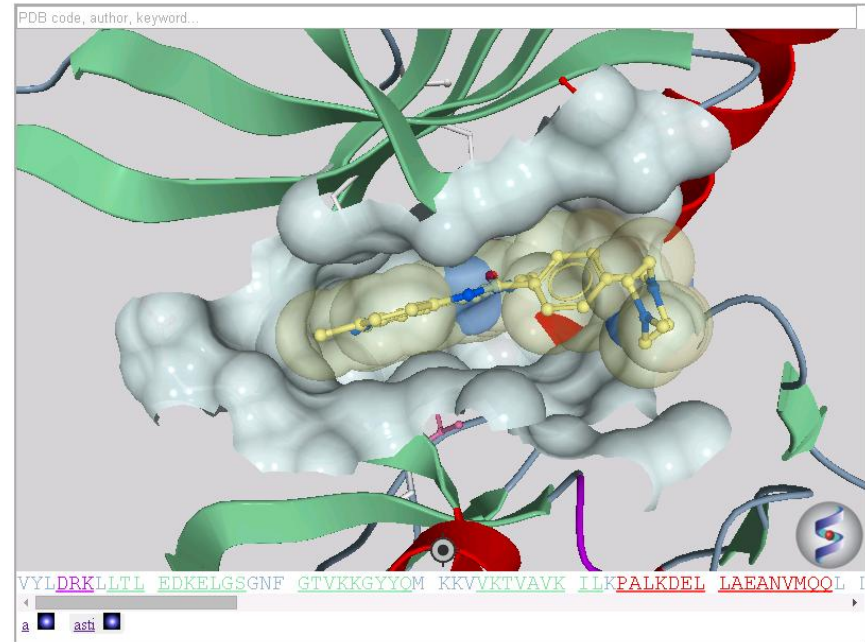 PDB code, author, keyword...
VYLDRKLLTL EDKELGSGNF GTVKKGYYQM KKVVKTVAVK ILKPALKDEL LAEANVMQQL I
a asti